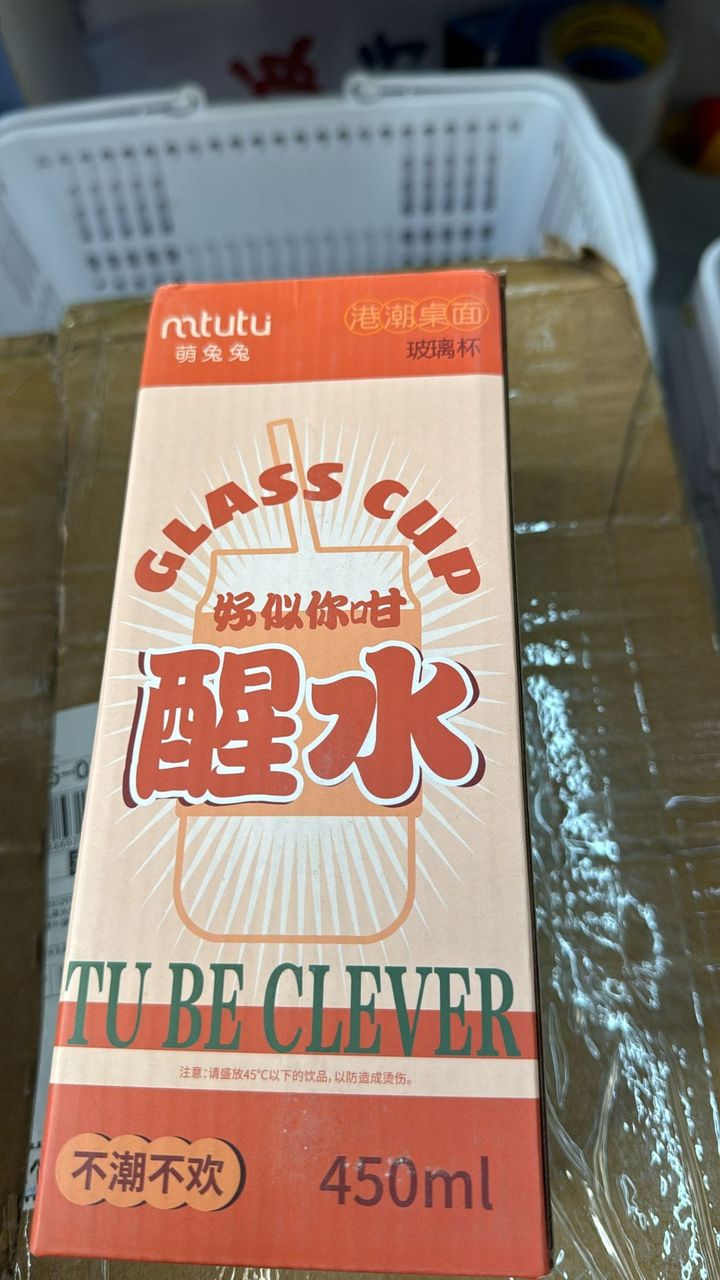 mtutu
萌兔兔
港潮桌面
玻璃杯
GLASS CUP
好似你咁
醒水
TU BE CLEVER
注意：请盛放45℃以下的饮品，以防造成烫伤。
不潮不欢
450ml